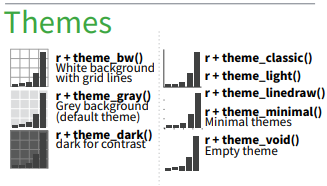 Themes
r + theme_bw()
White background
with grid lines
r + theme_gray()
Grey background
(default theme)
r + theme_dark()
dark for contrast
r + theme_classic()
r + theme_light()
r + theme_linedraw()
r + theme_minimal()
Minimal themes
r + theme_void()
Empty theme